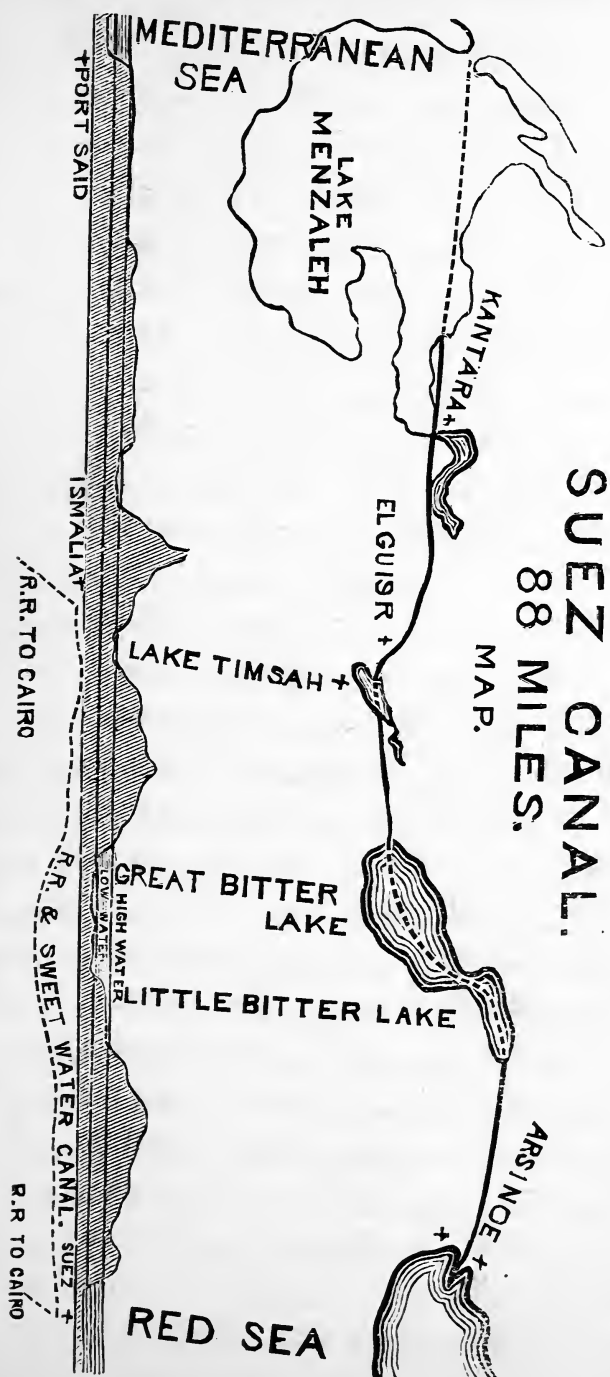 SUEZ CANAL.
88 MILES.
MAP.
MEDITERRANEAN
SEA
LAKE
MENZALEH
KANTARA+
EL GUISR +
LAKE TIMSAH +
GREAT BITTER
LAKE
LITTLE BITTER LAKE
ARSINOE
RED SEA
HIGH WATER
LOW WATER
+PORT SAID
ISMALIA+
R.R. TO CAIRO
R.R. & SWEET WATER CANAL.
SUEZ
R.R TO CAIRO